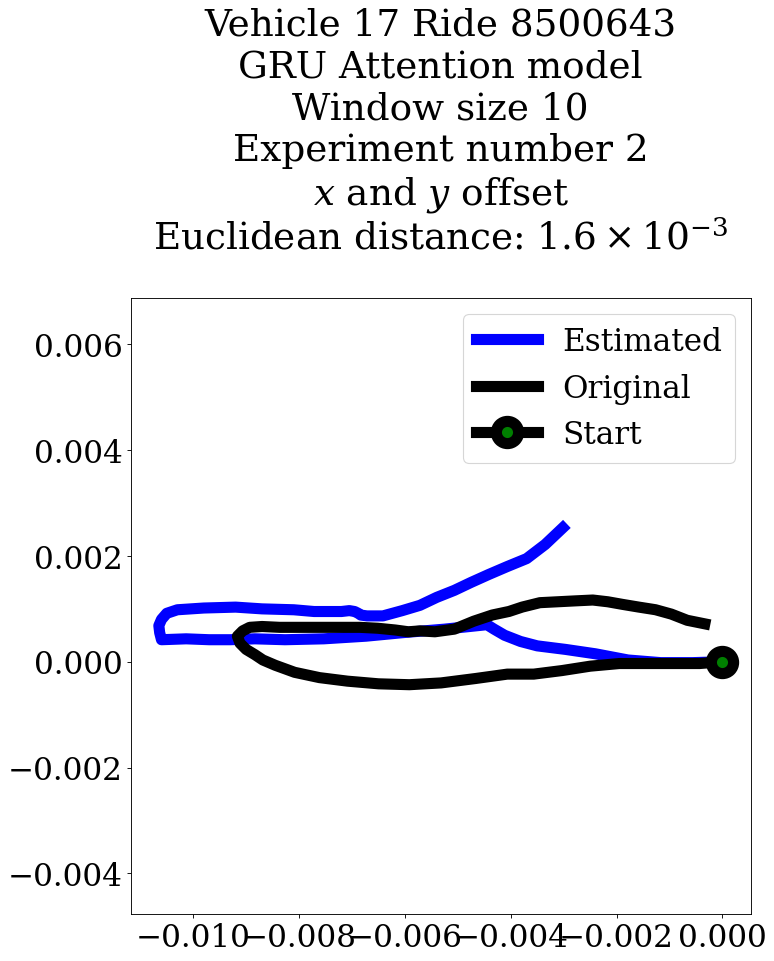 Vehicle 17 Ride 8500643
GRU Attention model
Window size 10
Experiment number 2
x and y offset
Euclidean distance: 1.6 × 10⁻³
Estimated
Original
Start
0.006
0.004
0.002
0.000
−0.002
−0.004
−0.010 −0.008 −0.006 −0.004 −0.002 0.000